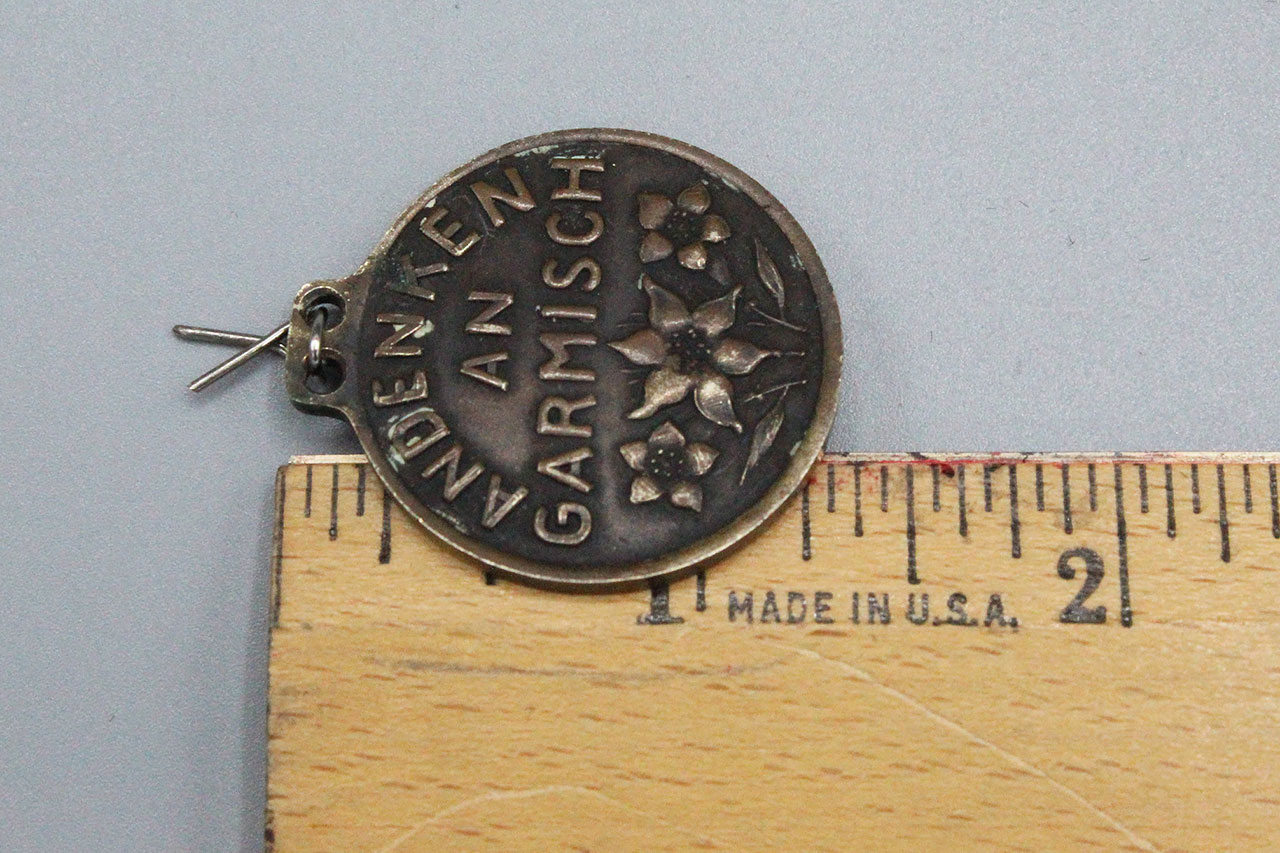 ANDENKEN
AN
GARMISCH
1 2
MADE IN U.S.A.